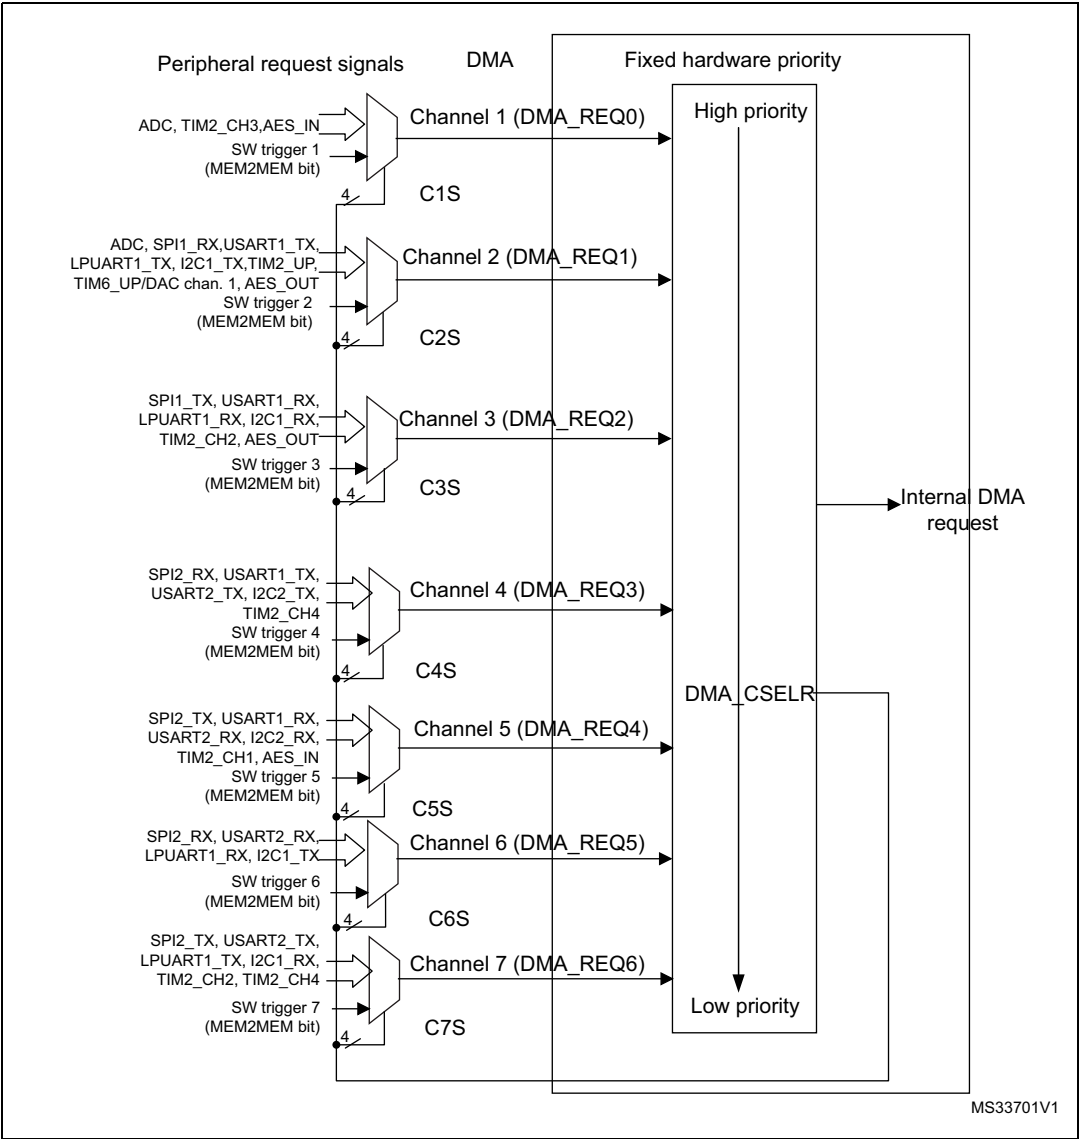 Peripheral request signals
DMA
Fixed hardware priority
High priority
ADC, TIM2_CH3,AES_IN
SW trigger 1
(MEM2MEM bit)
Channel 1 (DMA_REQ0)
4
C1S
ADC, SPI1_RX,USART1_TX,
LPUART1_TX, I2C1_TX,TIM2_UP,
TIM6_UP/DAC chan. 1, AES_OUT
SW trigger 2
(MEM2MEM bit)
Channel 2 (DMA_REQ1)
4
C2S
SPI1_TX, USART1_RX,
LPUART1_RX, I2C1_RX,
TIM2_CH2, AES_OUT
SW trigger 3
(MEM2MEM bit)
Channel 3 (DMA_REQ2)
4
C3S
Internal DMA
request
SPI2_RX, USART1_TX,
USART2_TX, I2C2_TX,
TIM2_CH4
SW trigger 4
(MEM2MEM bit)
Channel 4 (DMA_REQ3)
4
C4S
DMA_CSELR
SPI2_TX, USART1_RX,
USART2_RX, I2C2_RX,
TIM2_CH1, AES_IN
SW trigger 5
(MEM2MEM bit)
Channel 5 (DMA_REQ4)
4
C5S
SPI2_RX, USART2_RX,
LPUART1_RX, I2C1_TX
SW trigger 6
(MEM2MEM bit)
Channel 6 (DMA_REQ5)
4
C6S
SPI2_TX, USART2_TX,
LPUART1_TX, I2C1_RX,
TIM2_CH2, TIM2_CH4
SW trigger 7
(MEM2MEM bit)
Channel 7 (DMA_REQ6)
4
C7S
Low priority
MS33701V1